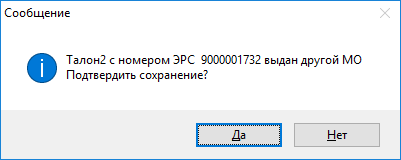 Сообщение
Талон2 с номером ЭРС  9000001732 выдан другой МО
Подтвердить сохранение?
Да
Нет